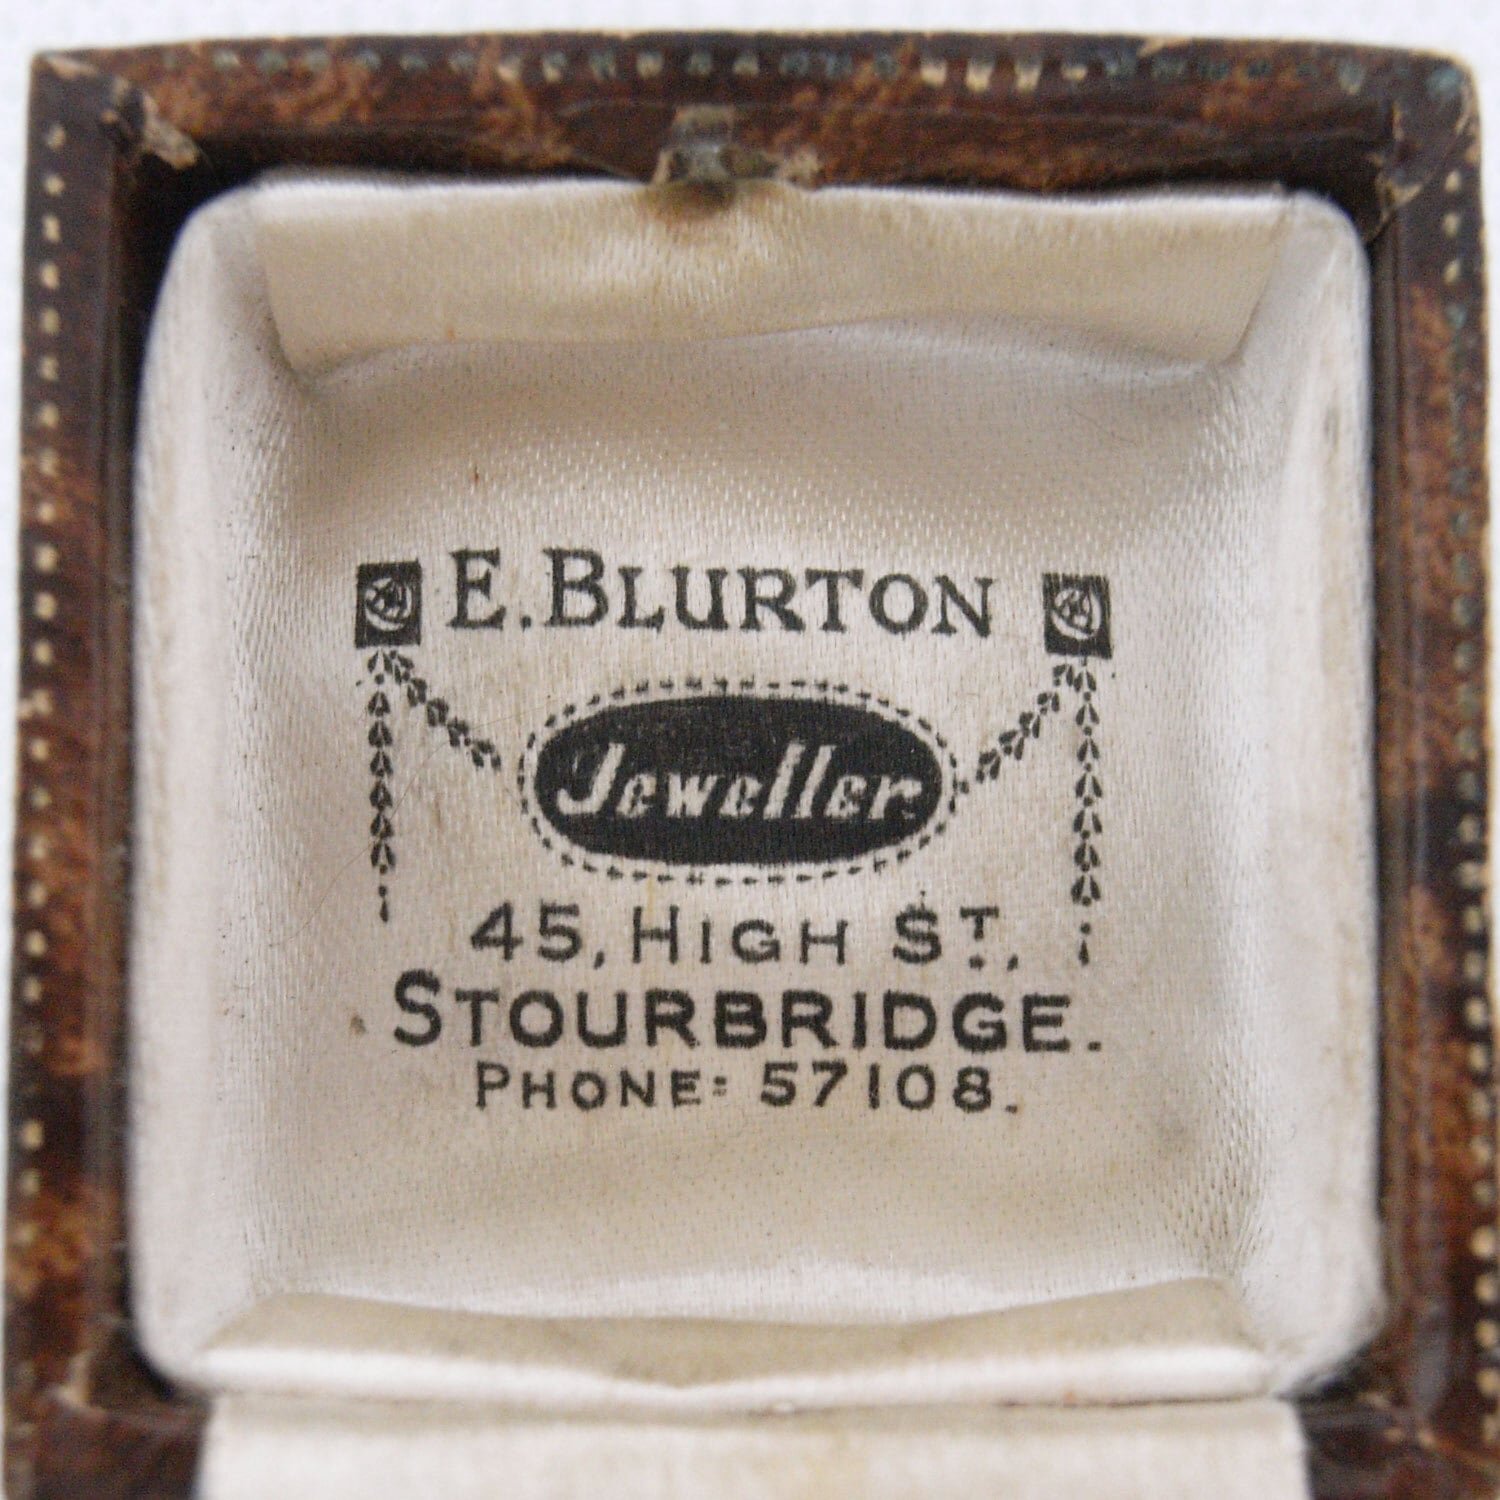 E. BLURTON
Jeweller.
45, HIGH ST.,
STOURBRIDGE.
PHONE: 57108.